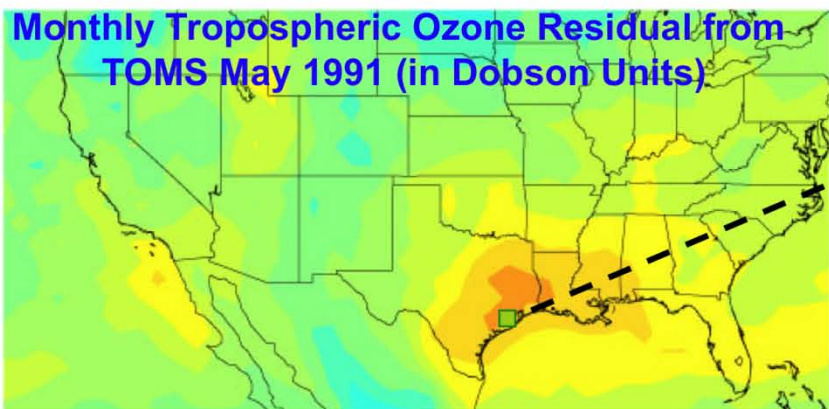 Monthly Tropospheric Ozone Residual from
TOMS May 1991 (in Dobson Units)